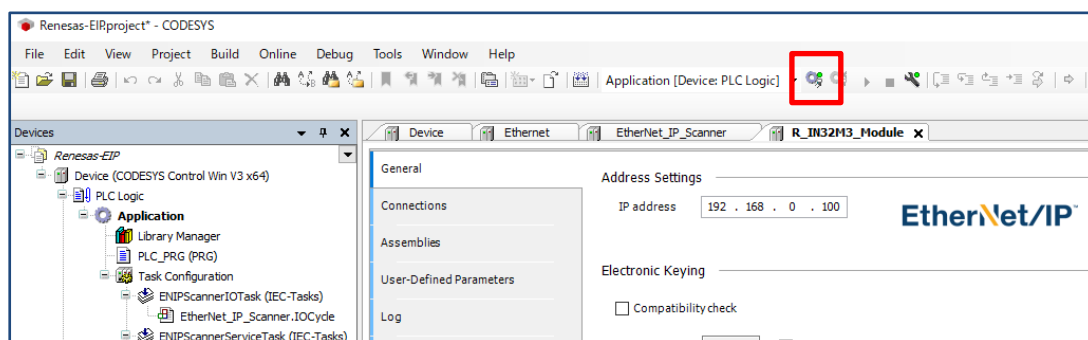 Renesas-EIP.project* - CODESYS
File Edit View Project Build Online Debug Tools Window Help
Application [Device: PLC Logic]
Devices
Device
Ethernet
EtherNet_IP_Scanner
R_IN32M3_Module
Renesas-EIP
Device (CODESYS Control Win V3 x64)
PLC Logic
Application
Library Manager
PLC_PRG (PRG)
Task Configuration
ENIPScannerIOTask (IEC-Tasks)
EtherNet_IP_Scanner.IOCycle
ENIPScannerServiceTask (IEC-Tasks)
General
Connections
Assemblies
User-Defined Parameters
Log
Address Settings
IP address 192 . 168 . 0 . 100
EtherNet/IP™
Electronic Keying
Compatibility check